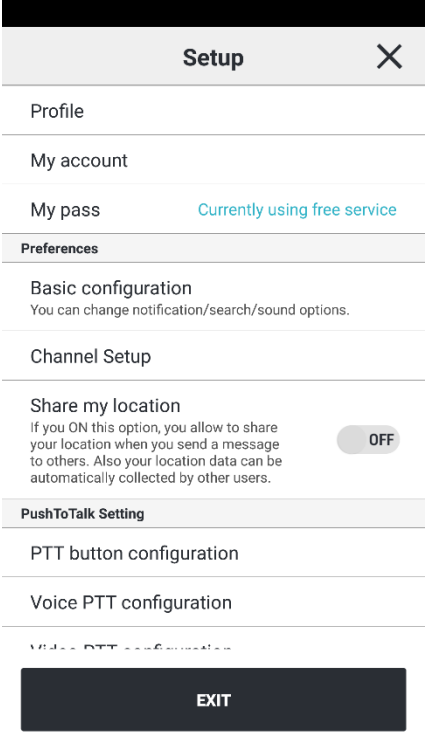 Setup
Profile
My account
My pass
Currently using free service
Preferences
Basic configuration
You can change notification/search/sound options.
Channel Setup
Share my location
If you ON this option, you allow to share
your location when you send a message
to others. Also your location data can be
automatically collected by other users.
OFF
PushToTalk Setting
PTT button configuration
Voice PTT configuration
Video PTT configuration
EXIT